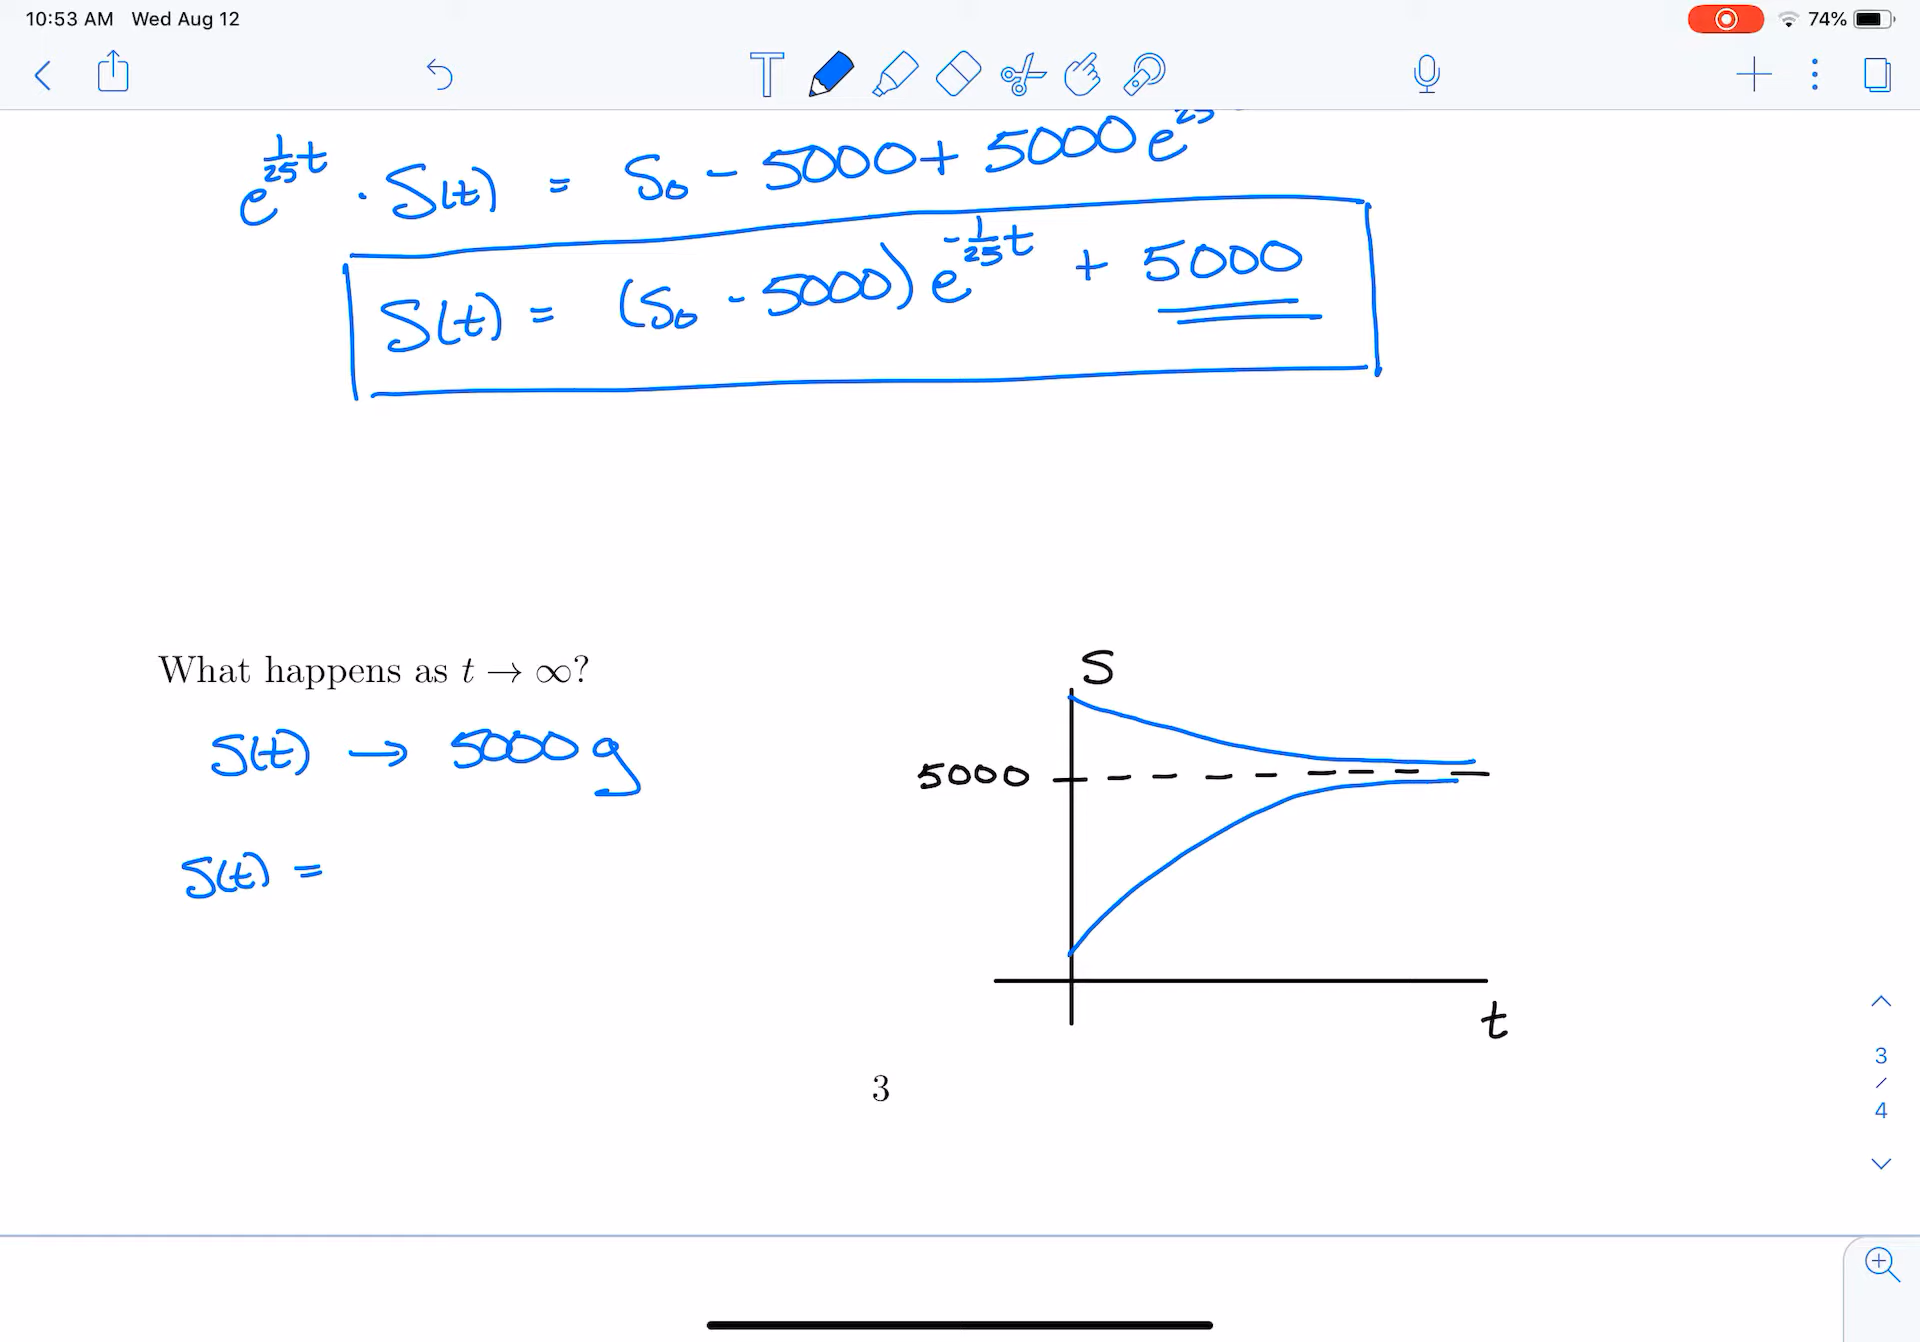 10:53 AM Wed Aug 12 74%
e^{1/25 t} · S(t) = S₀ - 5000 + 5000 e^{25
S(t) = (S₀ - 5000) e^{-1/25 t} + 5000
What happens as t → ∞?
S(t) → 5000 g
S(t) =
S
5000
t
3
3 / 4